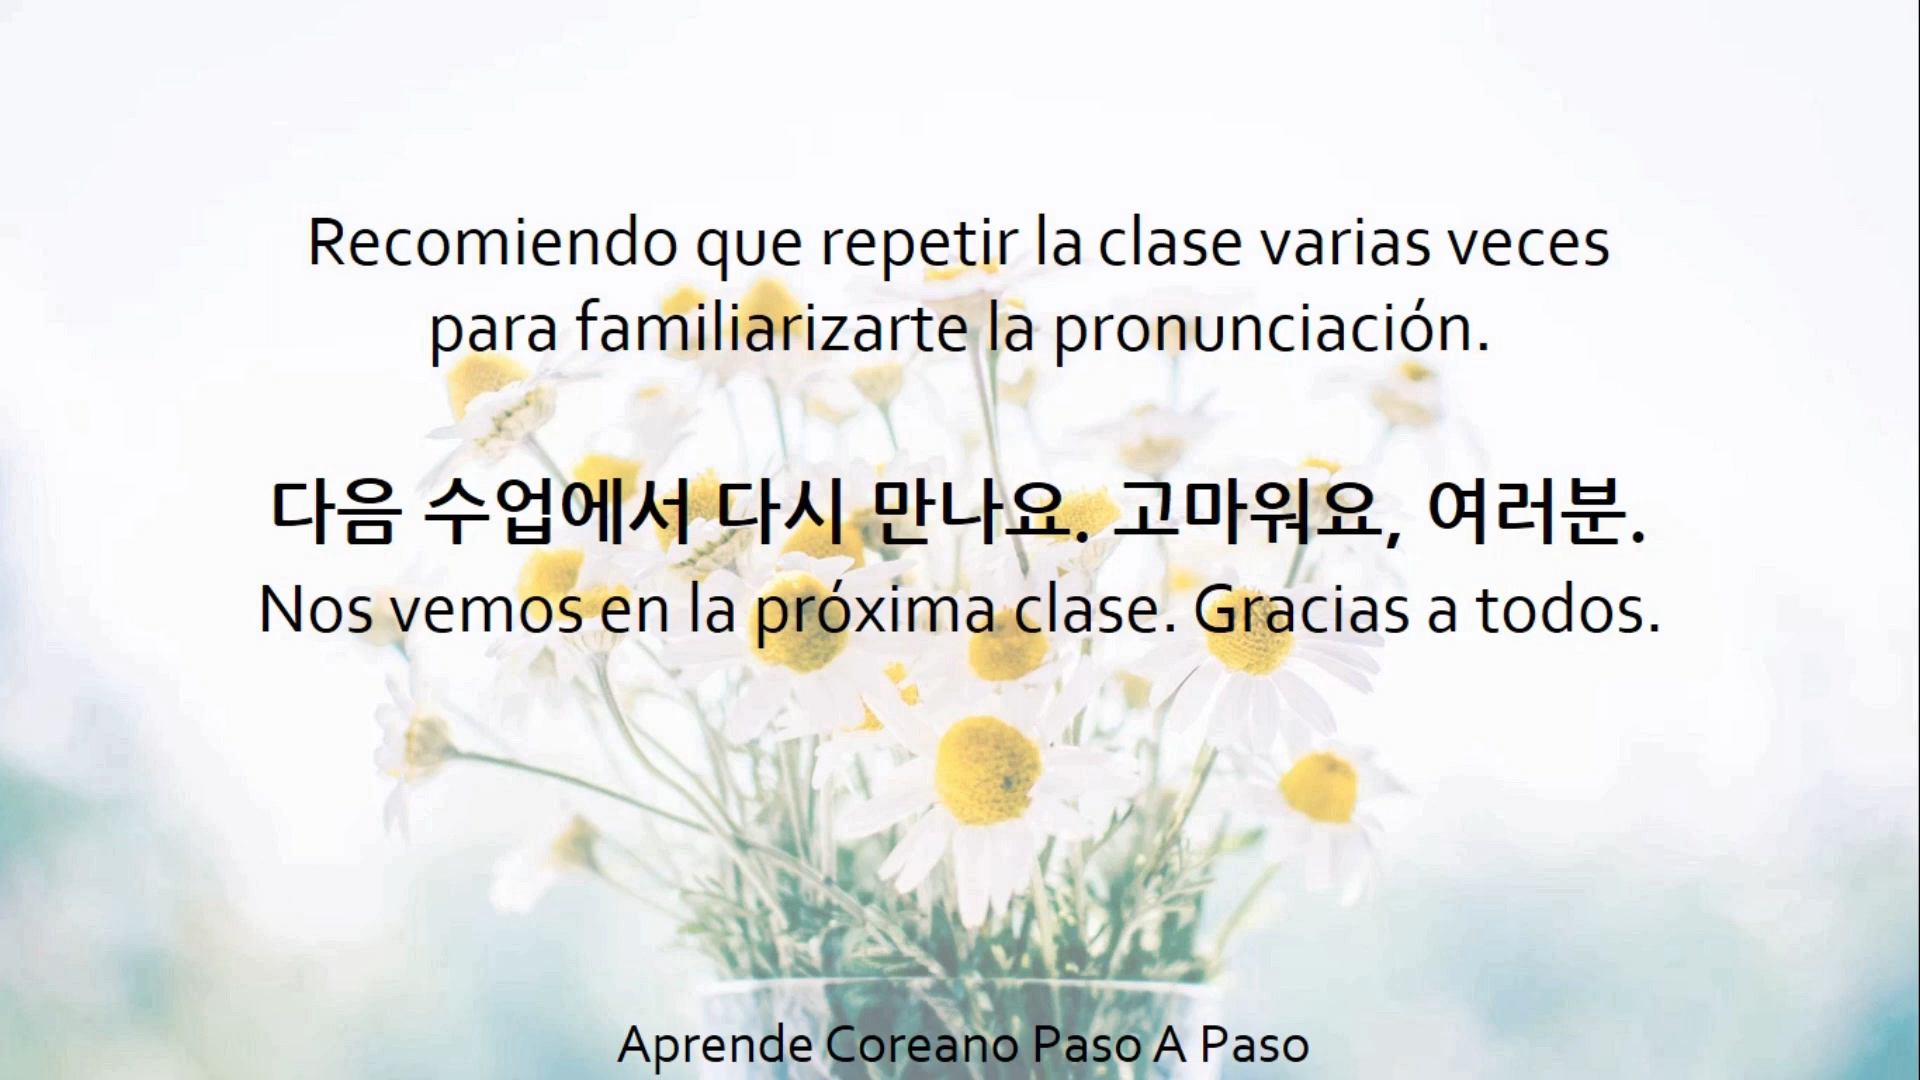 Recomiendo que repetir la clase varias veces
para familiarizarte la pronunciación.
다음 수업에서 다시 만나요. 고마워요, 여러분.
Nos vemos en la próxima clase. Gracias a todos.
Aprende Coreano Paso A Paso